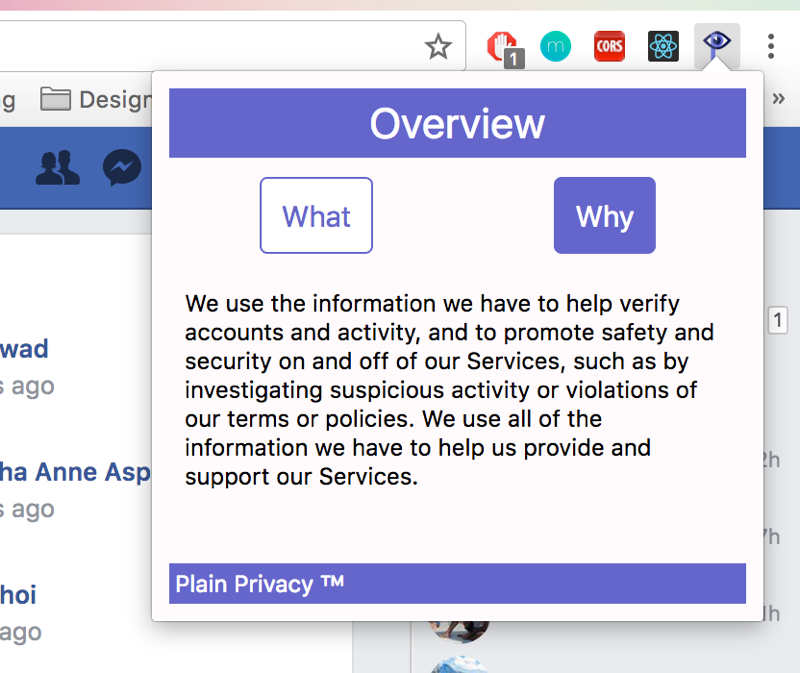 1
m
CORS
g
Design
»
Overview
What
Why
We use the information we have to help verify
accounts and activity, and to promote safety and
security on and off of our Services, such as by
investigating suspicious activity or violations of
our terms or policies. We use all of the
information we have to help us provide and
support our Services.
Plain Privacy ™
wad
s ago
ha Anne Asp
s ago
hoi
ago
1
2h
7h
1h